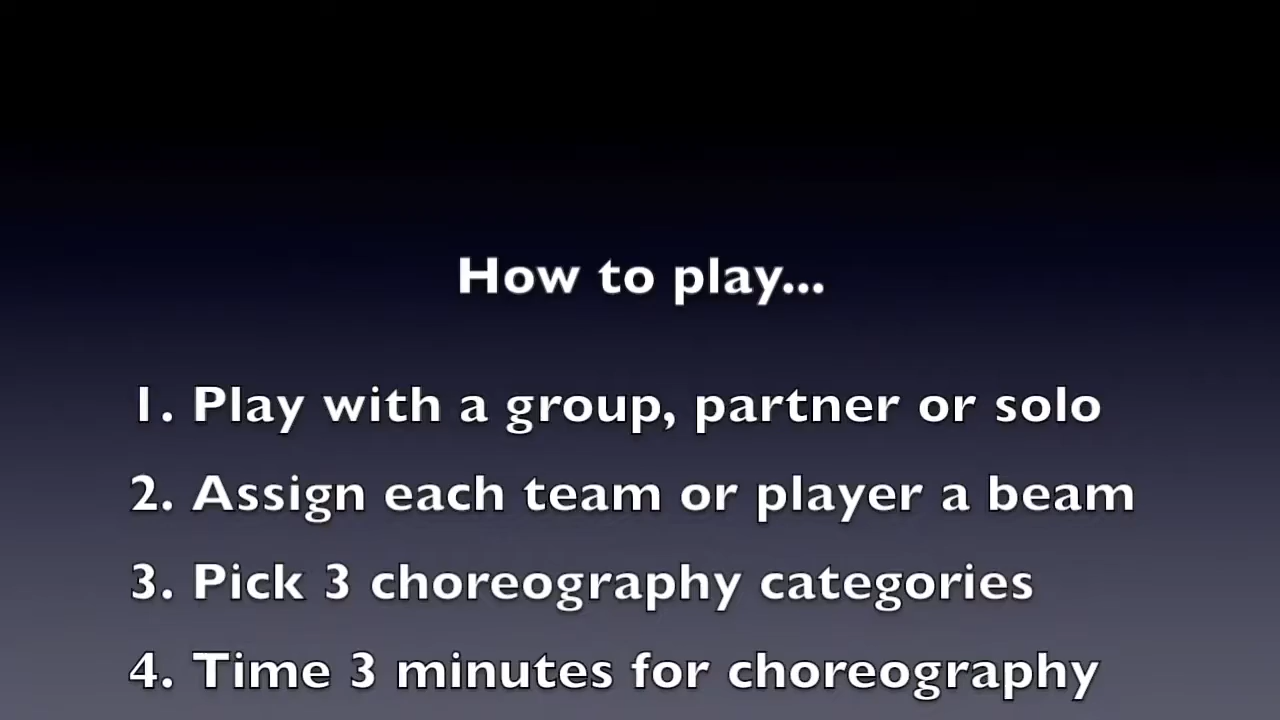 How to play...
1. Play with a group, partner or solo
2. Assign each team or player a beam
3. Pick 3 choreography categories
4. Time 3 minutes for choreography